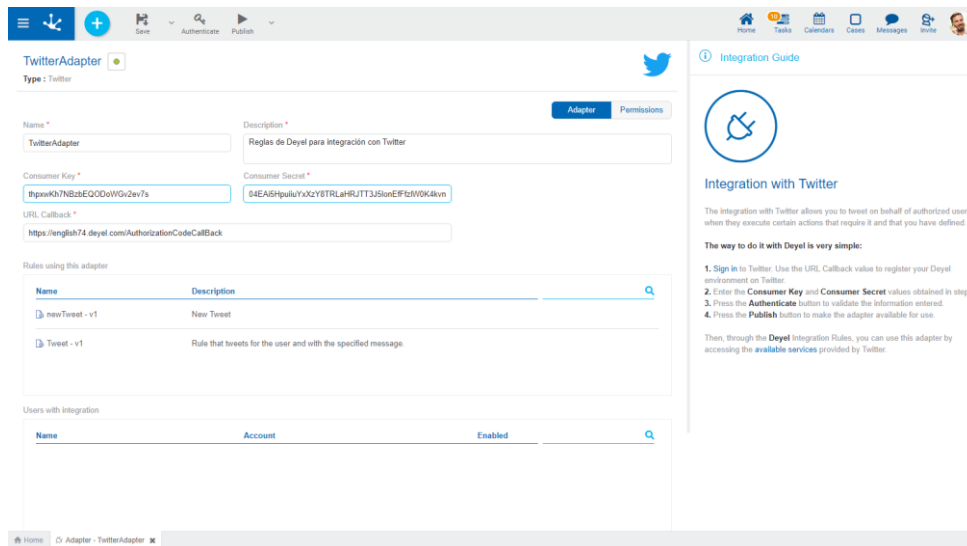 Save
Authenticate
Publish
10
Home
Tasks
Calendars
Cases
Messages
Invite
TwitterAdapter
Type : Twitter
Adapter
Permissions
Name *
Description *
TwitterAdapter
Reglas de Deyel para integración con Twitter
Consumer Key *
Consumer Secret *
URL Callback *
https://english74.deyel.com/AuthorizationCodeCallBack
Rules using this adapter
Name
Description
newTweet - v1
New Tweet
Tweet - v1
Rule that tweets for the user and with the specified message.
Users with integration
Name
Account
Enabled
Integration Guide
Integration with Twitter
The integration with Twitter allows you to tweet on behalf of authorized user
when they execute certain actions that require it and that you have defined.
The way to do it with Deyel is very simple:
1. Sign in to Twitter. Use the URL Callback value to register your Deyel
environment on Twitter.
2. Enter the Consumer Key and Consumer Secret values obtained in step
3. Press the Authenticate button to validate the information entered.
4. Press the Publish button to make the adapter available for use.
Then, through the Deyel Integration Rules, you can use this adapter by
accessing the available services provided by Twitter.
Home
Adapter - TwitterAdapter